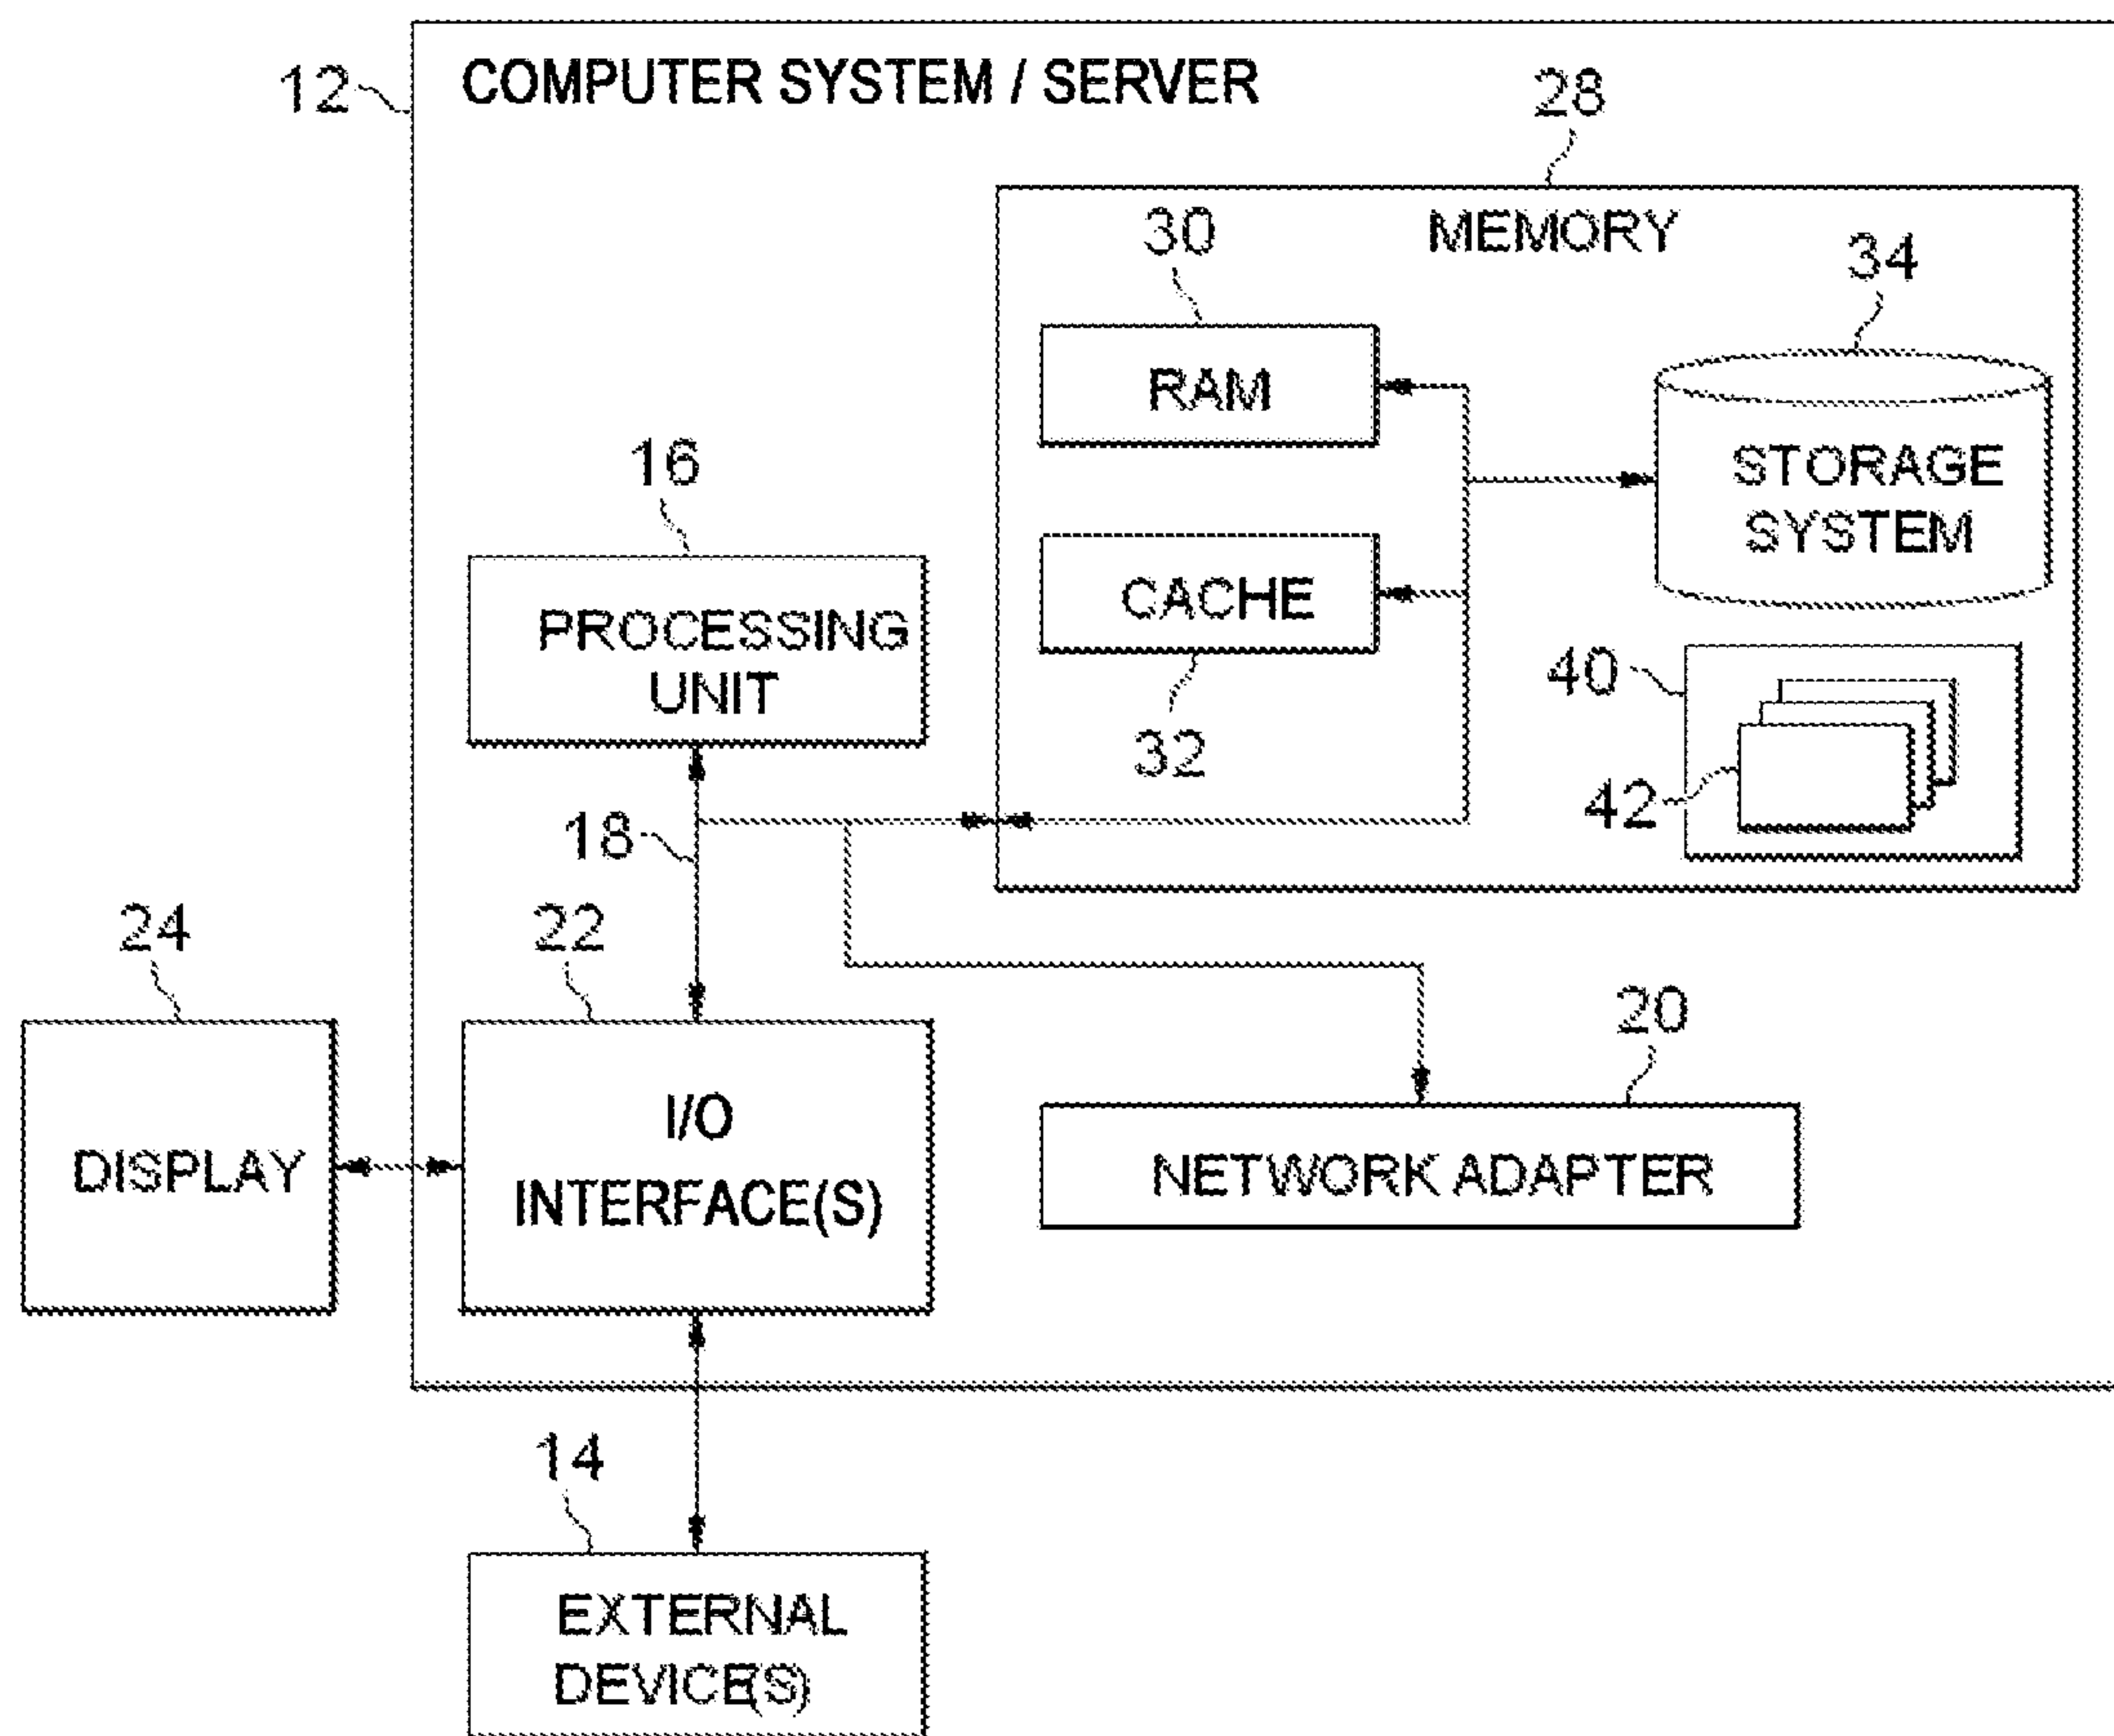 12
COMPUTER SYSTEM / SERVER
28
MEMORY
30
34
RAM
STORAGE
SYSTEM
16
PROCESSING
UNIT
CACHE
32
40
42
18
24
22
20
DISPLAY
I/O
INTERFACE(S)
NETWORK ADAPTER
14
EXTERNAL
DEVICE(S)